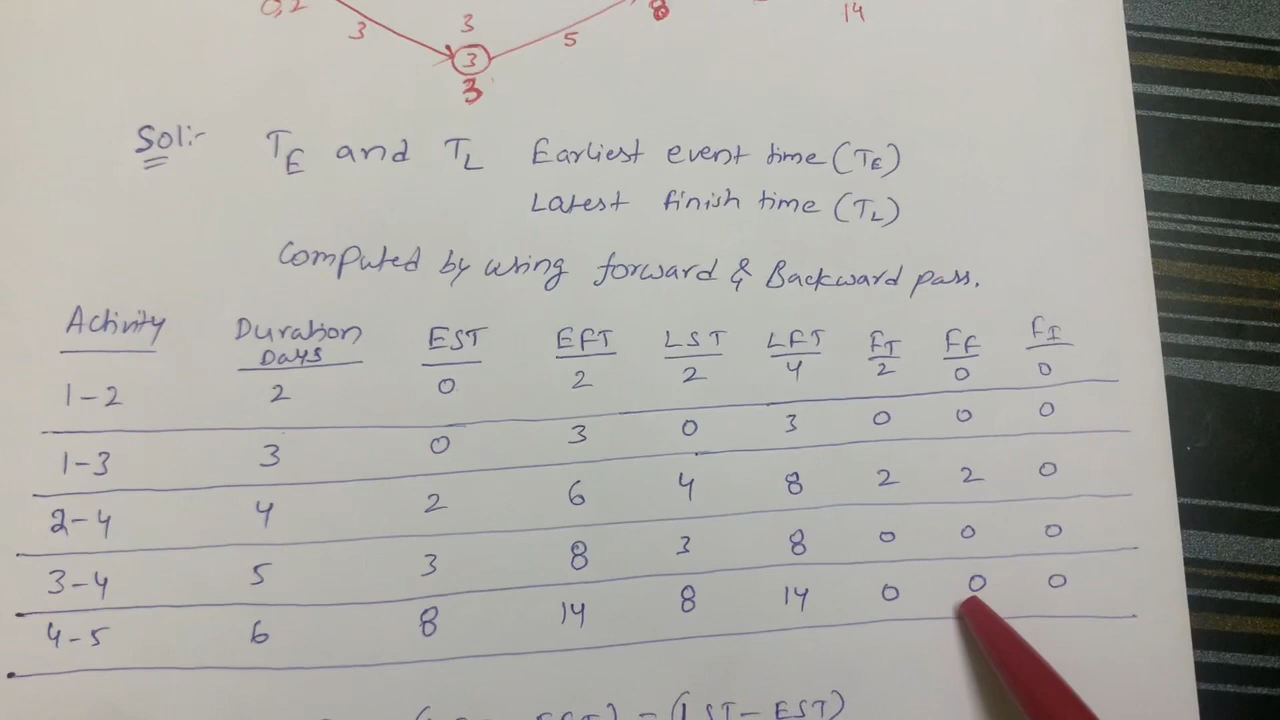 0,2
3
3
3
3
5
8
14
Sol:-
TE and TL Earliest event time (TE)
Latest finish time (TL)
Computed by using forward & Backward pass.
Activity Duration Days EST EFT LST LFT FT FF FI
1-2 2 0 2 2 4 2 0 0
1-3 3 0 3 0 3 0 0 0
2-4 4 2 6 4 8 2 2 0
3-4 5 3 8 3 8 0 0 0
4-5 6 8 14 8 14 0 0 0
= (LST - EST)